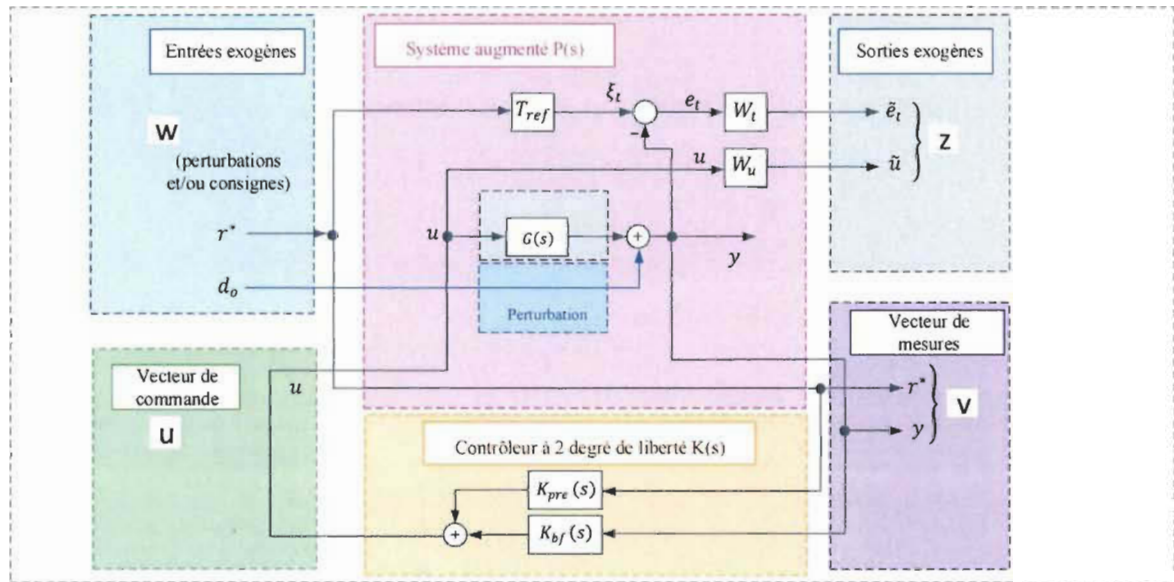 Entrées exogènes
W
(perturbations
et/ou consignes)
r*
d_o
Système augmenté P(s)
T_ref
ξ_t
e_t
W_t
-
u
W_u
u
G(s)
+
y
Perturbation
Sorties exogènes
ẽ_t
ũ
Z
Vecteur de
commande
u
u
Vecteur de
mesures
r*
y
V
Contrôleur à 2 degré de liberté K(s)
K_pre(s)
+
K_bf(s)